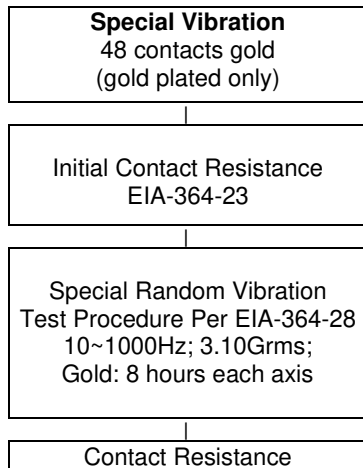 Special Vibration
48 contacts gold
(gold plated only)
Initial Contact Resistance
EIA-364-23
Special Random Vibration
Test Procedure Per EIA-364-28
10~1000Hz; 3.10Grms;
Gold: 8 hours each axis
Contact Resistance